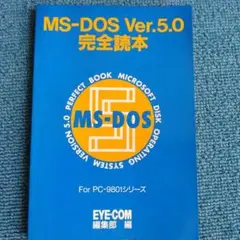 MS-DOS Ver.5.0
完全読本
VERSION 5.0 PERFECT BOOK MICROSOFT DISK OPERATING SYSTEM
MS-DOS
For PC-9801シリーズ
EYE・COM
編集部 編